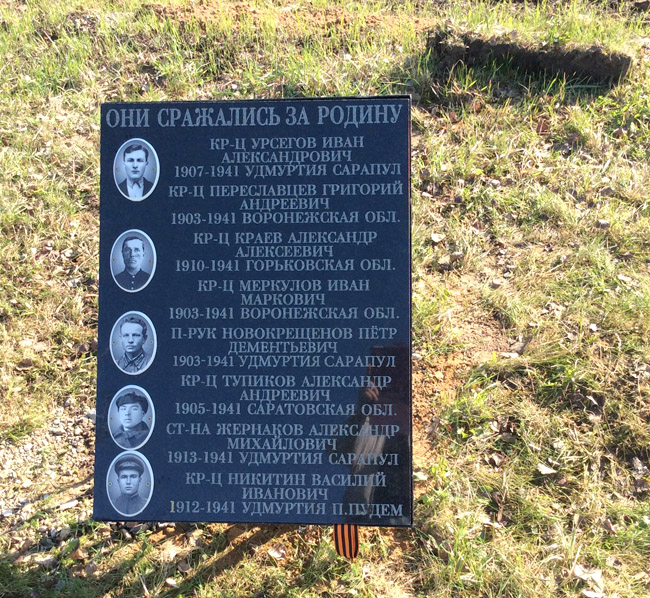 ОНИ СРАЖАЛИСЬ ЗА РОДИНУ
КР-Ц УРСЕГОВ ИВАН
АЛЕКСАНДРОВИЧ
1907-1941 УДМУРТИЯ САРАПУЛ
КР-Ц ПЕРЕСЛАВЦЕВ ГРИГОРИЙ
АНДРЕЕВИЧ
1903-1941 ВОРОНЕЖСКАЯ ОБЛ.
КР-Ц КРАЕВ АЛЕКСАНДР
АЛЕКСЕЕВИЧ
1910-1941 ГОРЬКОВСКАЯ ОБЛ.
КР-Ц МЕРКУЛОВ ИВАН
МАРКОВИЧ
1903-1941 ВОРОНЕЖСКАЯ ОБЛ.
П-РУК НОВОКРЕЩЕНОВ ПЁТР
ДЕМЕНТЬЕВИЧ
1903-1941 УДМУРТИЯ САРАПУЛ
КР-Ц ТУПИКОВ АЛЕКСАНДР
АНДРЕЕВИЧ
1905-1941 САРАТОВСКАЯ ОБЛ.
СТ-НА ЖЕРНАКОВ АЛЕКСАНДР
МИХАЙЛОВИЧ
1913-1941 УДМУРТИЯ САРАПУЛ
КР-Ц НИКИТИН ВАСИЛИЙ
ИВАНОВИЧ
1912-1941 УДМУРТИЯ П.ПУДЕМ